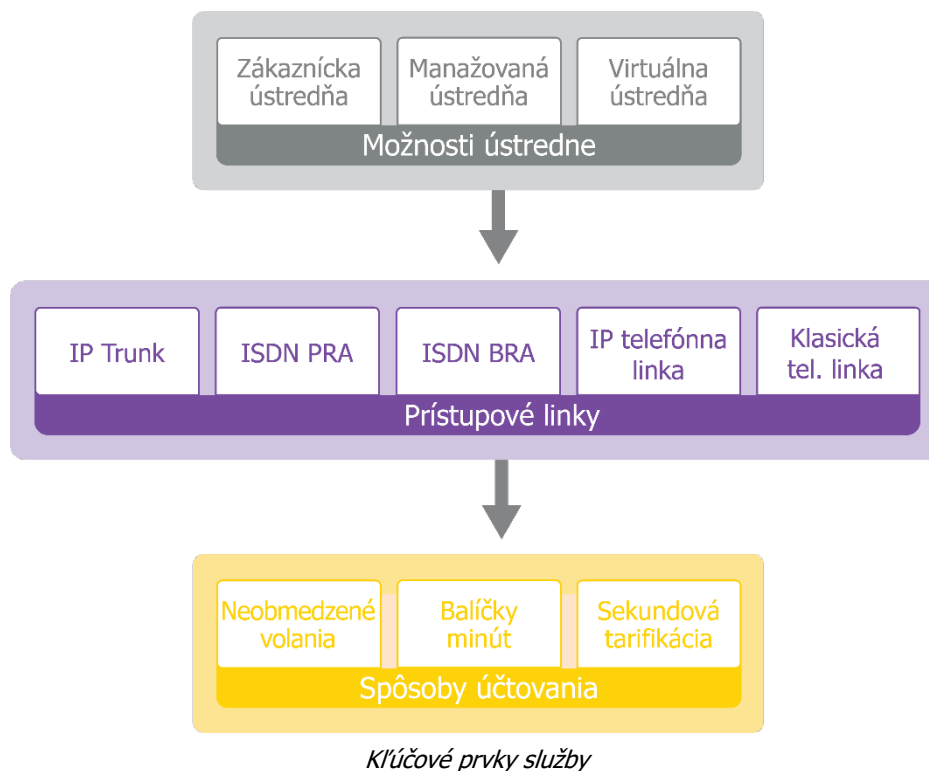 Zákaznícka
ústredňa
Manažovaná
ústredňa
Virtuálna
ústredňa
Možnosti ústredne
IP Trunk
ISDN PRA
ISDN BRA
IP telefónna
linka
Klasická
tel. linka
Prístupové linky
Neobmedzené
volania
Balíčky
minút
Sekundová
tarifikácia
Spôsoby účtovania
Kľúčové prvky služby